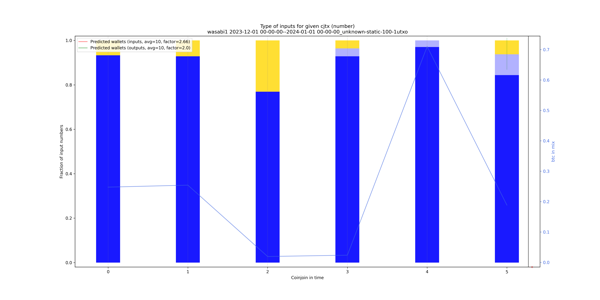 Type of inputs for given cjtx (number)
wasabi1 2023-12-01 00-00-00--2024-01-01 00-00-00_unknown-static-100-1utxo
Predicted wallets (inputs, avg=10, factor=2.66)
Predicted wallets (outputs, avg=10, factor=2.0)
Fraction of input numbers
1.0
0.8
0.6
0.4
0.2
0.0
0.7
0.6
0.5
0.4
0.3
0.2
0.1
0.0
btc in mix
0
1
2
3
4
5
Coinjoin in time